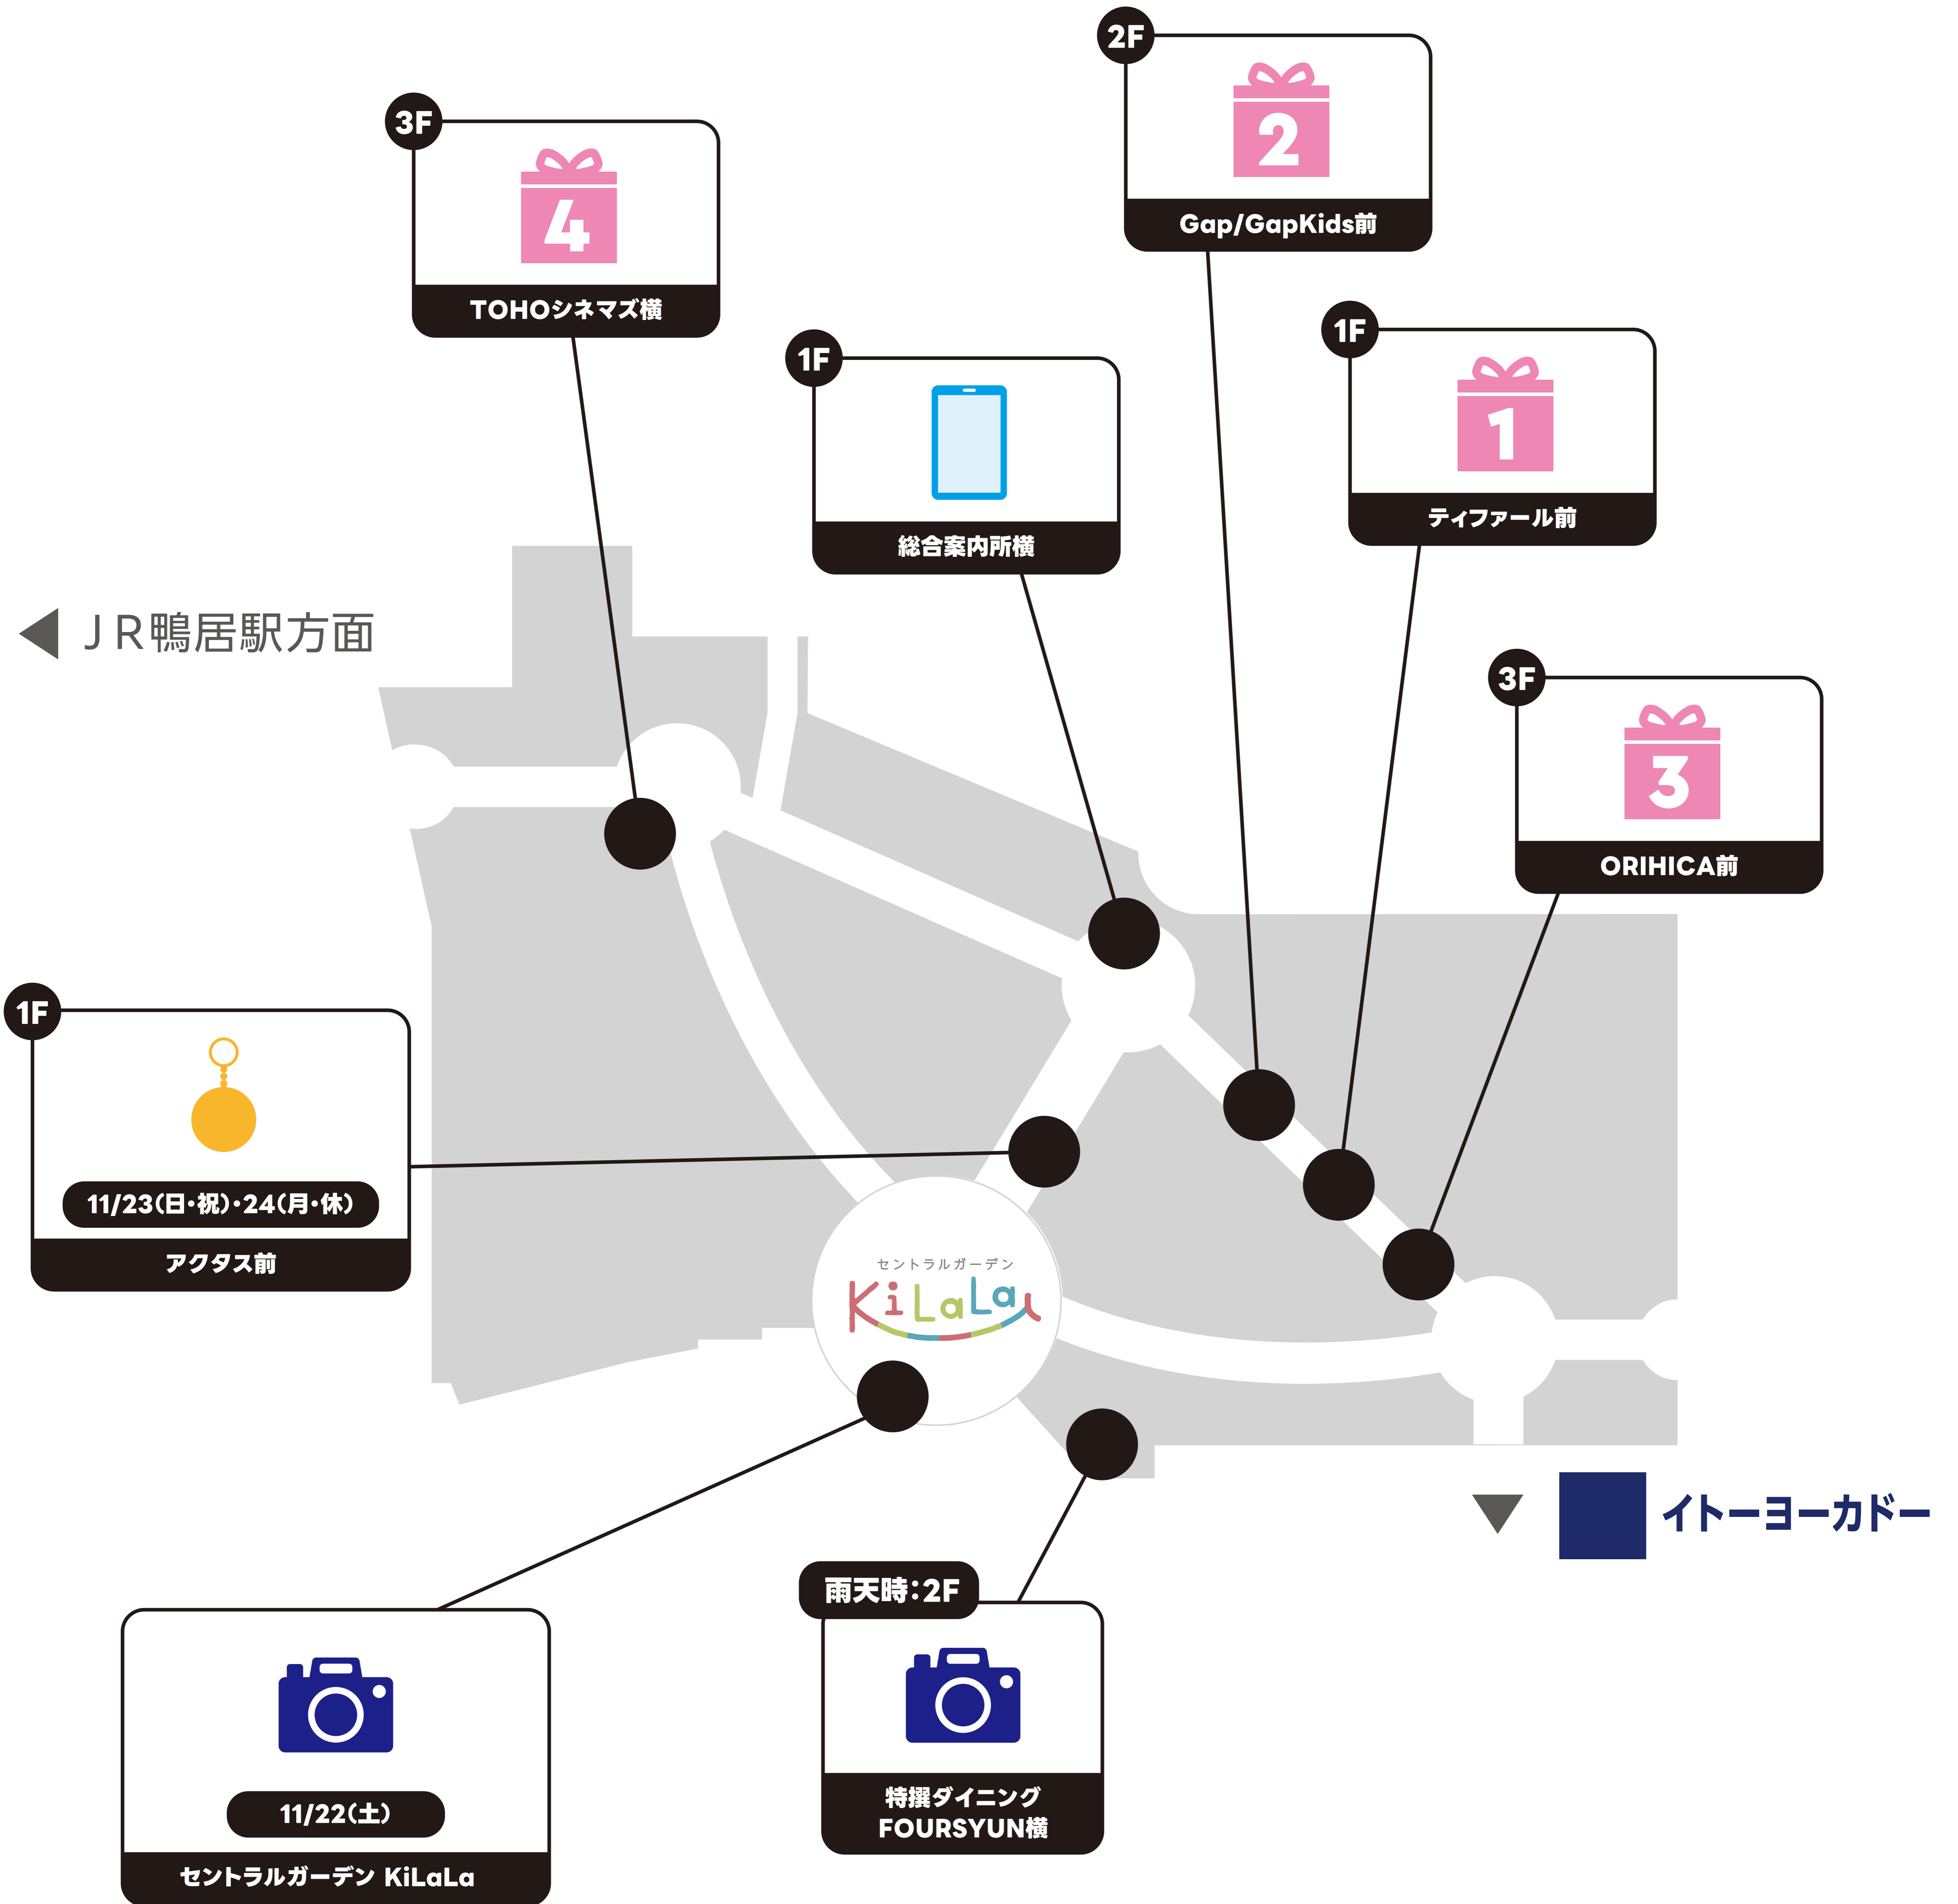 2F
2
Gap/GapKids前
3F
4
TOHOシネマズ横
1F
1
ティファール前
1F
総合案内所横
JR鴨居駅方面
3F
3
ORIHICA前
1F
11/23(日・祝)・24(月・休)
アクタス前
セントラルガーデン
KiLaLa
イトーヨーカドー
雨天時:2F
特撰ダイニング
FOURSYUN横
11/22(土)
セントラルガーデン KiLaLa